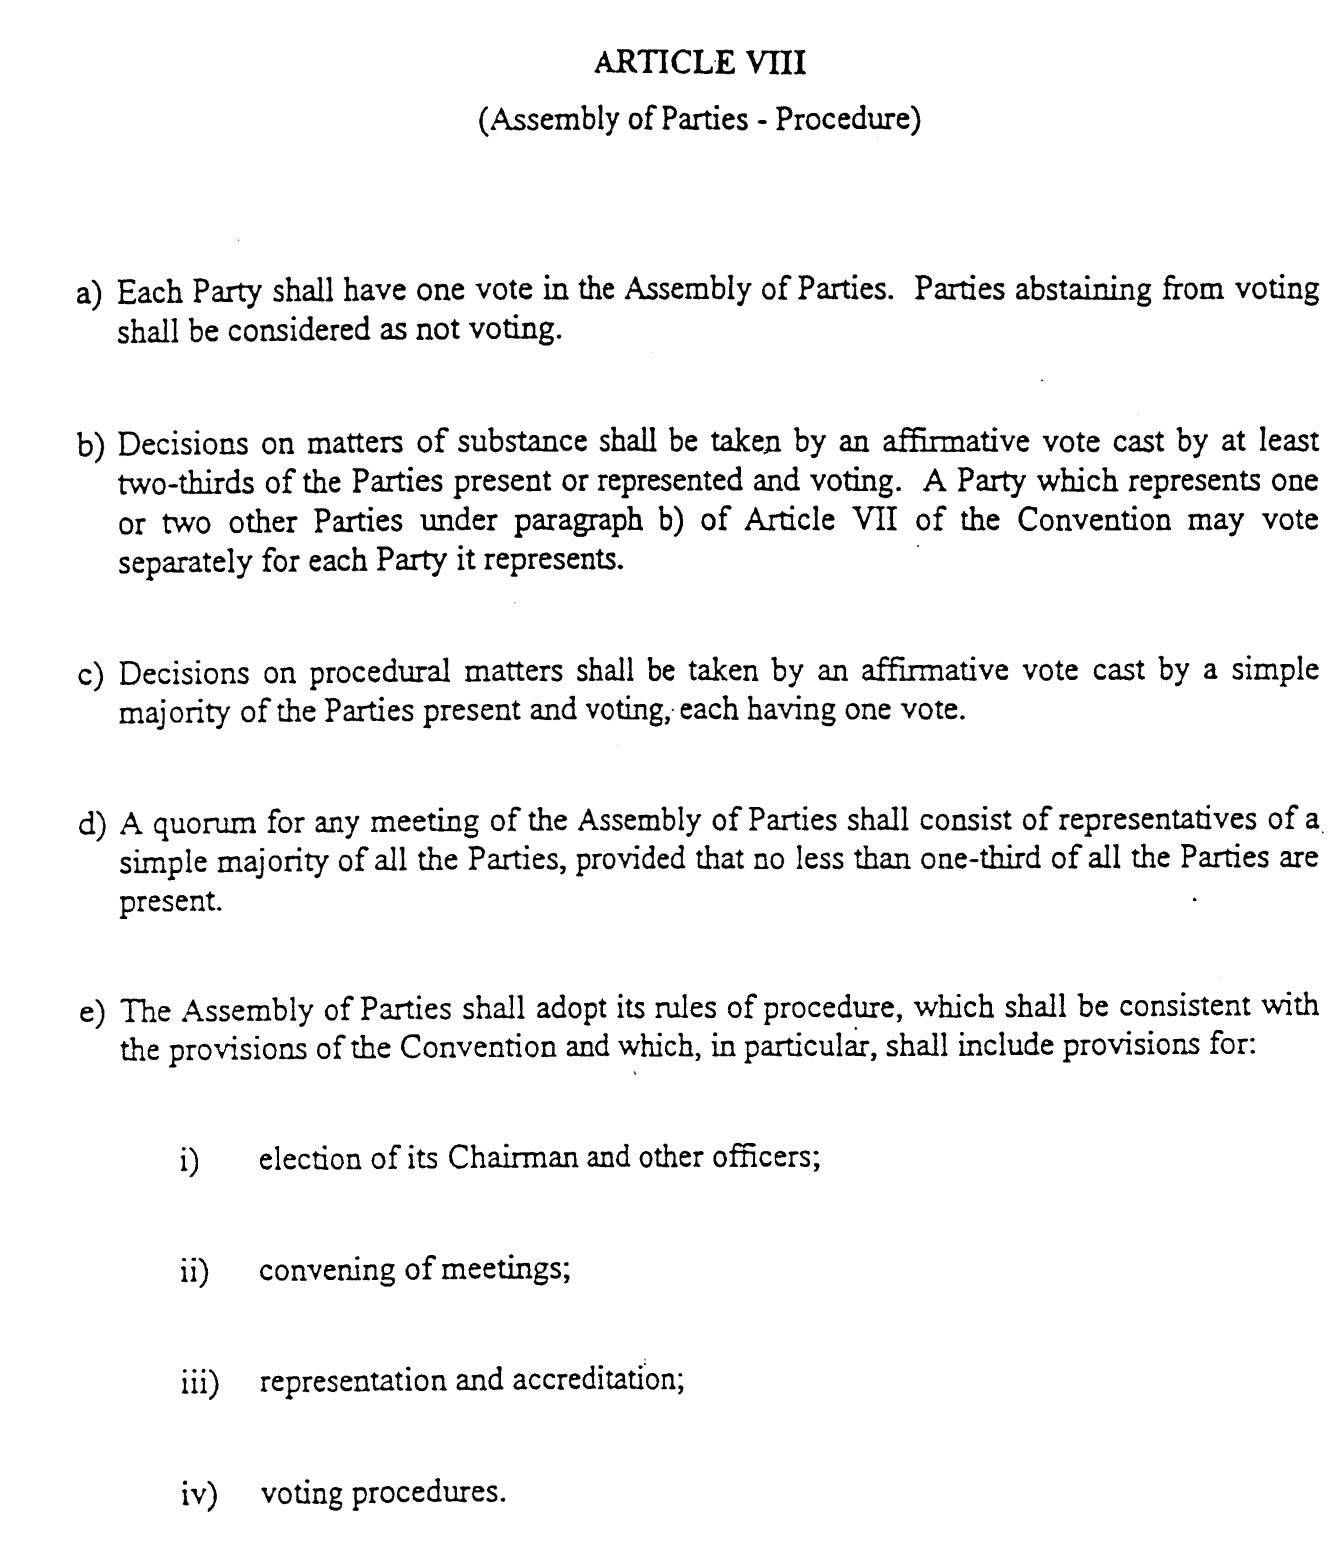 ARTICLE VIII
(Assembly of Parties - Procedure)
a) Each Party shall have one vote in the Assembly of Parties. Parties abstaining from voting
shall be considered as not voting.
b) Decisions on matters of substance shall be taken by an affirmative vote cast by at least
two-thirds of the Parties present or represented and voting. A Party which represents one
or two other Parties under paragraph b) of Article VII of the Convention may vote
separately for each Party it represents.
c) Decisions on procedural matters shall be taken by an affirmative vote cast by a simple
majority of the Parties present and voting, each having one vote.
d) A quorum for any meeting of the Assembly of Parties shall consist of representatives of a
simple majority of all the Parties, provided that no less than one-third of all the Parties are
present.
e) The Assembly of Parties shall adopt its rules of procedure, which shall be consistent with
the provisions of the Convention and which, in particular, shall include provisions for:
i) election of its Chairman and other officers;
ii) convening of meetings;
iii) representation and accreditation;
iv) voting procedures.